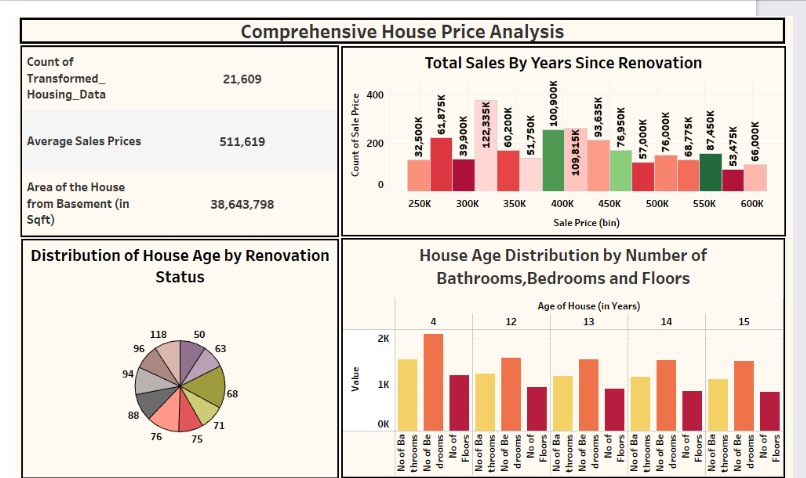 Comprehensive House Price Analysis
Count of
Transformed_
Housing_Data
21,609
Average Sales Prices
511,619
Area of the House
from Basement (in
Sqft)
38,643,798
Total Sales By Years Since Renovation
Count of Sale Price
400
200
0
32,500K
61,875K
39,900K
122,335K
60,200K
51,750K
100,900K
109,815K
93,635K
76,950K
57,000K
76,000K
68,775K
87,450K
53,475K
66,000K
250K 300K 350K 400K 450K 500K 550K 600K
Sale Price (bin)
Distribution of House Age by Renovation
Status
118 50
96 63
94 68
88 71
76 75
House Age Distribution by Number of
Bathrooms,Bedrooms and Floors
Age of House (in Years)
4 12 13 14 15
Value
2K
1K
0K
No of Ba
throoms
No of Be
drooms
No of
Floors
No of Ba
throoms
No of Be
drooms
No of
Floors
No of Ba
throoms
No of Be
drooms
No of
Floors
No of Ba
throoms
No of Be
drooms
No of
Floors
No of Ba
throoms
No of Be
drooms
No of
Floors